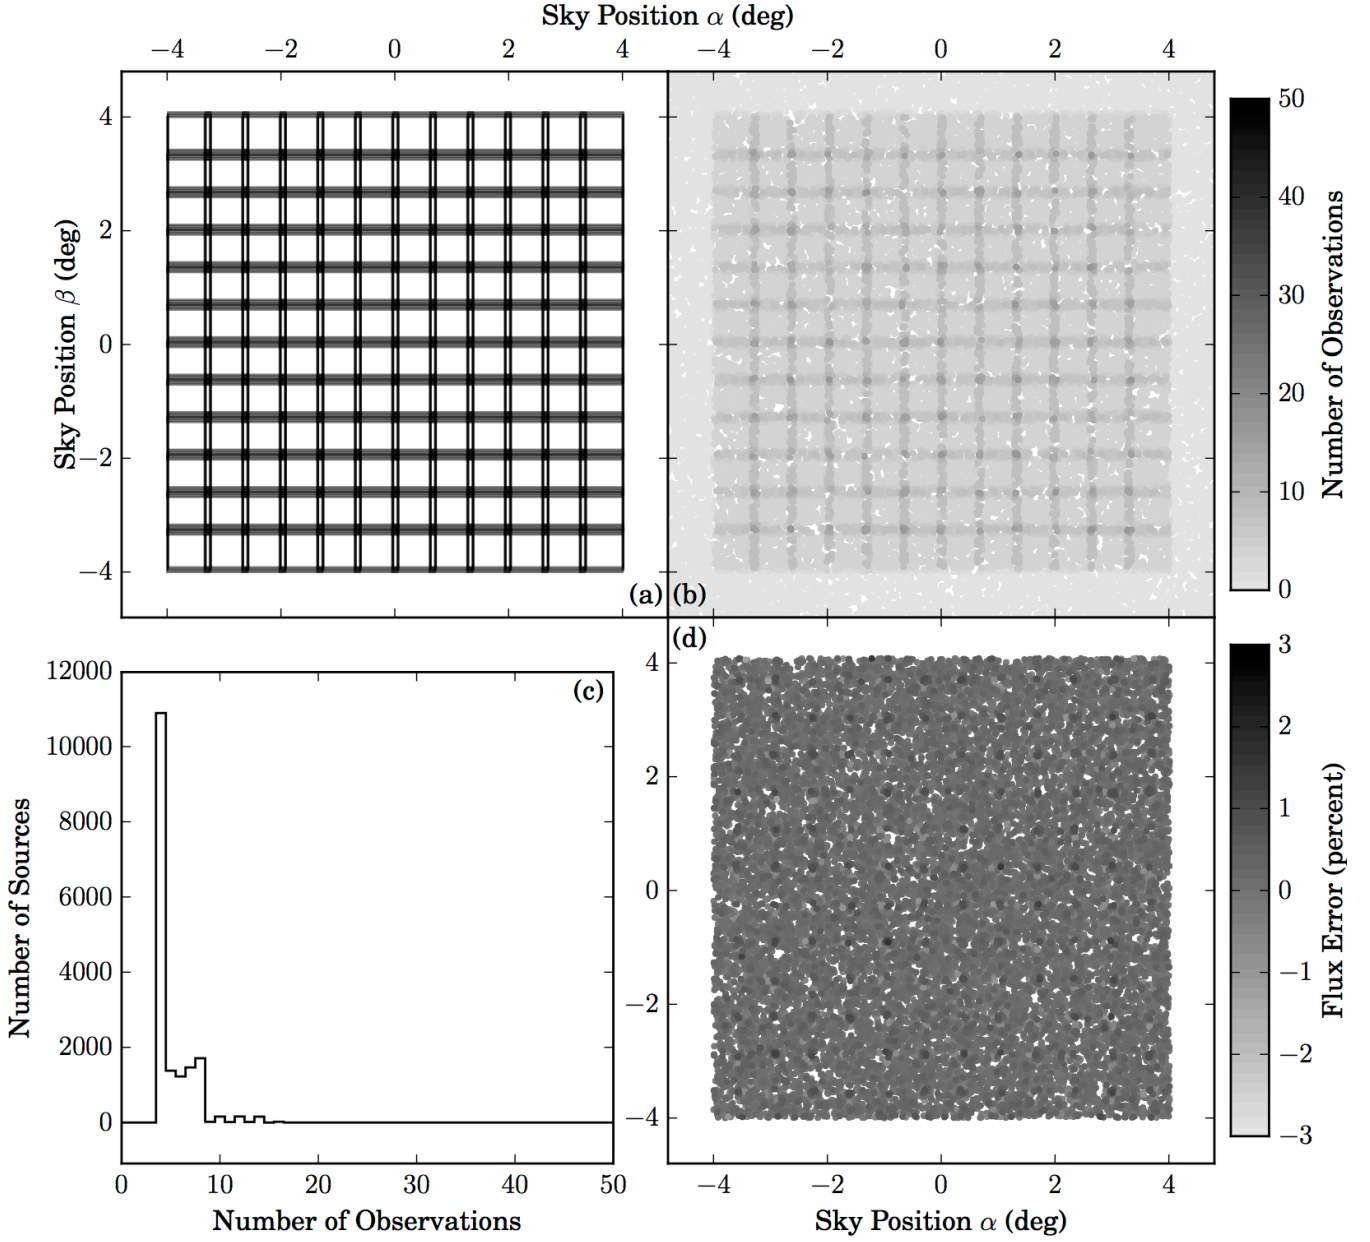 Sky Position α (deg)
−4 −2 0 2 4 −4 −2 0 2 4
4
2
0
−2
−4
Sky Position β (deg)
(a) (b)
50
40
30
20
10
0
Number of Observations
12000
10000
8000
6000
4000
2000
0
Number of Sources
(c)
0 10 20 30 40 50
Number of Observations
(d)
4
2
0
−2
−4
−4 −2 0 2 4
Sky Position α (deg)
3
2
1
0
−1
−2
−3
Flux Error (percent)